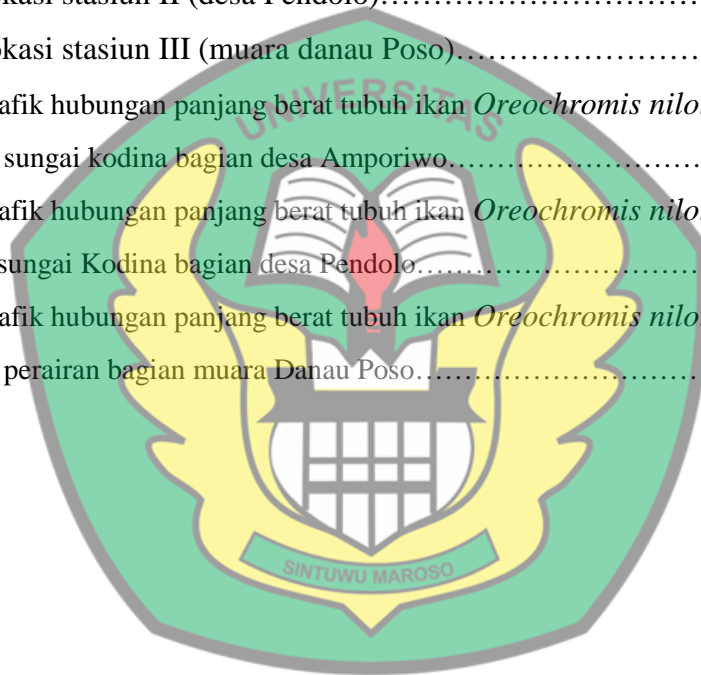 okasi stasiun II (desa Pendolo)……………………………
okasi stasiun III (muara danau Poso)……………………
afik hubungan panjang berat tubuh ikan Oreochromis nilo
sungai kodina bagian desa Amporiwo……………………
afik hubungan panjang berat tubuh ikan Oreochromis nilo
sungai Kodina bagian desa Pendolo………………………
afik hubungan panjang berat tubuh ikan Oreochromis nilo
perairan bagian muara Danau Poso………………………
UNIVERSITAS
SINTUWU MAROSO